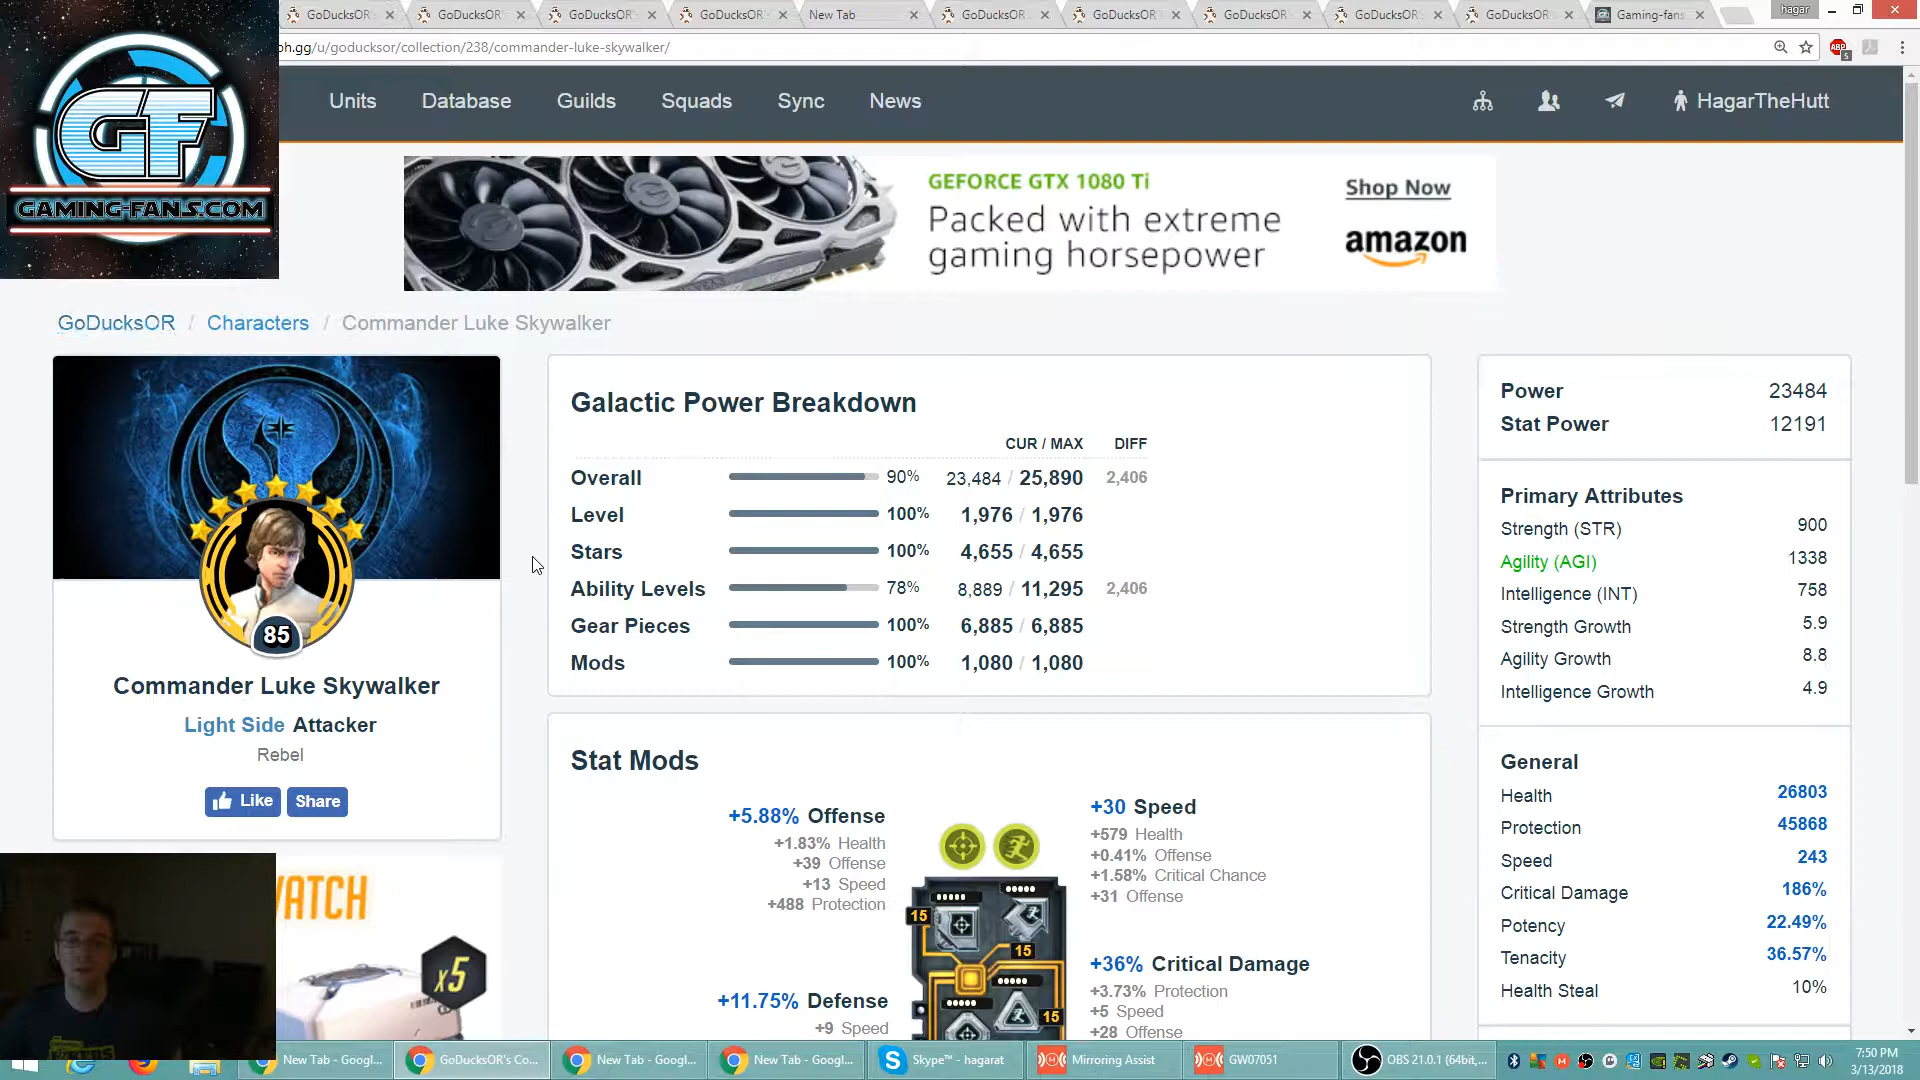 GoDucksOR'
GoDucksOR'
GoDucksOR'
GoDucksOR'
New Tab
GoDucksOR
GoDucksOR
GoDucksOR
GoDucksOR
GoDucksOR
Gaming-fans
hagar
ph.gg/u/goducksor/collection/238/commander-luke-skywalker/
ABP
5
GF
GAMING-FANS.COM
Units
Database
Guilds
Squads
Sync
News
HagarTheHutt
GEFORCE GTX 1080 Ti
Packed with extreme
gaming horsepower
Shop Now
amazon
GoDucksOR / Characters / Commander Luke Skywalker
85
Commander Luke Skywalker
Light Side Attacker
Rebel
Like
Share
Galactic Power Breakdown
CUR / MAX DIFF
Overall 90% 23,484 / 25,890 2,406
Level 100% 1,976 / 1,976
Stars 100% 4,655 / 4,655
Ability Levels 78% 8,889 / 11,295 2,406
Gear Pieces 100% 6,885 / 6,885
Mods 100% 1,080 / 1,080
Stat Mods
+5.88% Offense
+1.83% Health
+39 Offense
+13 Speed
+488 Protection
+11.75% Defense
+9 Speed
15
15
15
+30 Speed
+579 Health
+0.41% Offense
+1.58% Critical Chance
+31 Offense
+36% Critical Damage
+3.73% Protection
+5 Speed
+28 Offense
Power 23484
Stat Power 12191
Primary Attributes
Strength (STR) 900
Agility (AGI) 1338
Intelligence (INT) 758
Strength Growth 5.9
Agility Growth 8.8
Intelligence Growth 4.9
General
Health 26803
Protection 45868
Speed 243
Critical Damage 186%
Potency 22.49%
Tenacity 36.57%
Health Steal 10%
WATCH
x5
New Tab - Googl...
GoDucksOR's Co...
New Tab - Googl...
New Tab - Googl...
Skype™ - hagarat
Mirroring Assist
GW07051
OBS 21.0.1 (64bit,...
7:50 PM
3/13/2018